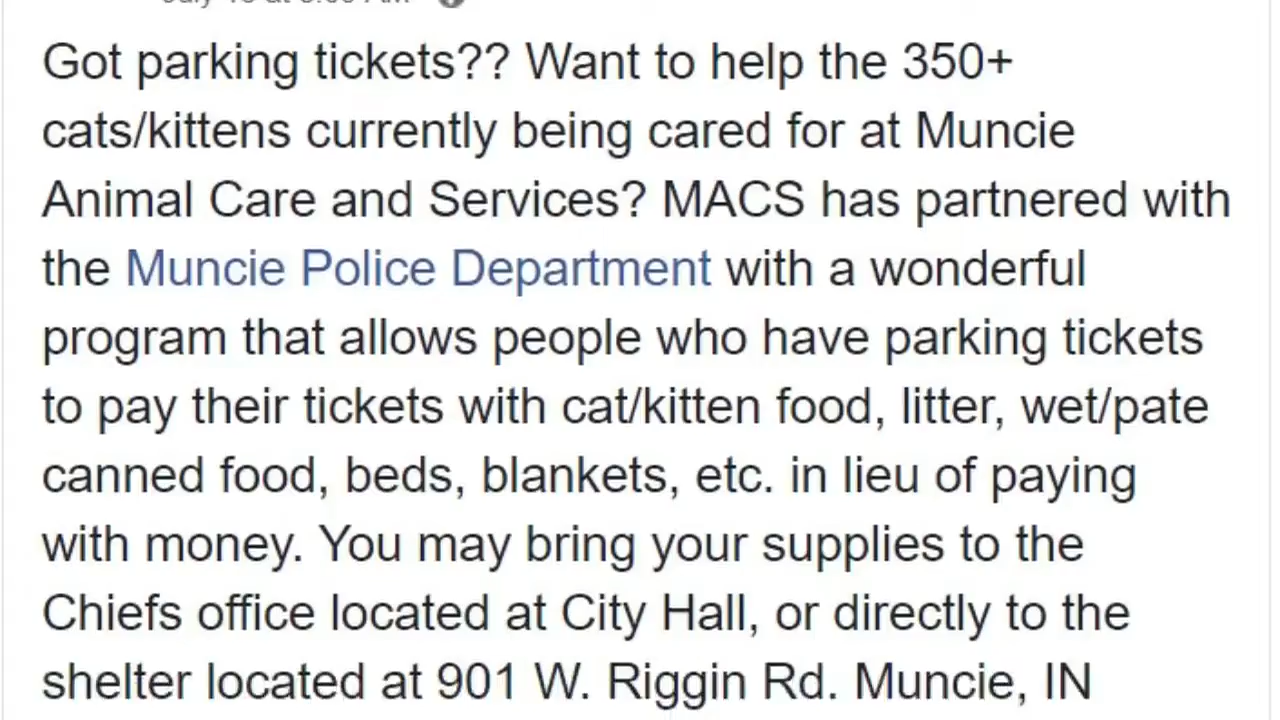 Got parking tickets?? Want to help the 350+
cats/kittens currently being cared for at Muncie
Animal Care and Services? MACS has partnered with
the Muncie Police Department with a wonderful
program that allows people who have parking tickets
to pay their tickets with cat/kitten food, litter, wet/pate
canned food, beds, blankets, etc. in lieu of paying
with money. You may bring your supplies to the
Chiefs office located at City Hall, or directly to the
shelter located at 901 W. Riggin Rd. Muncie, IN